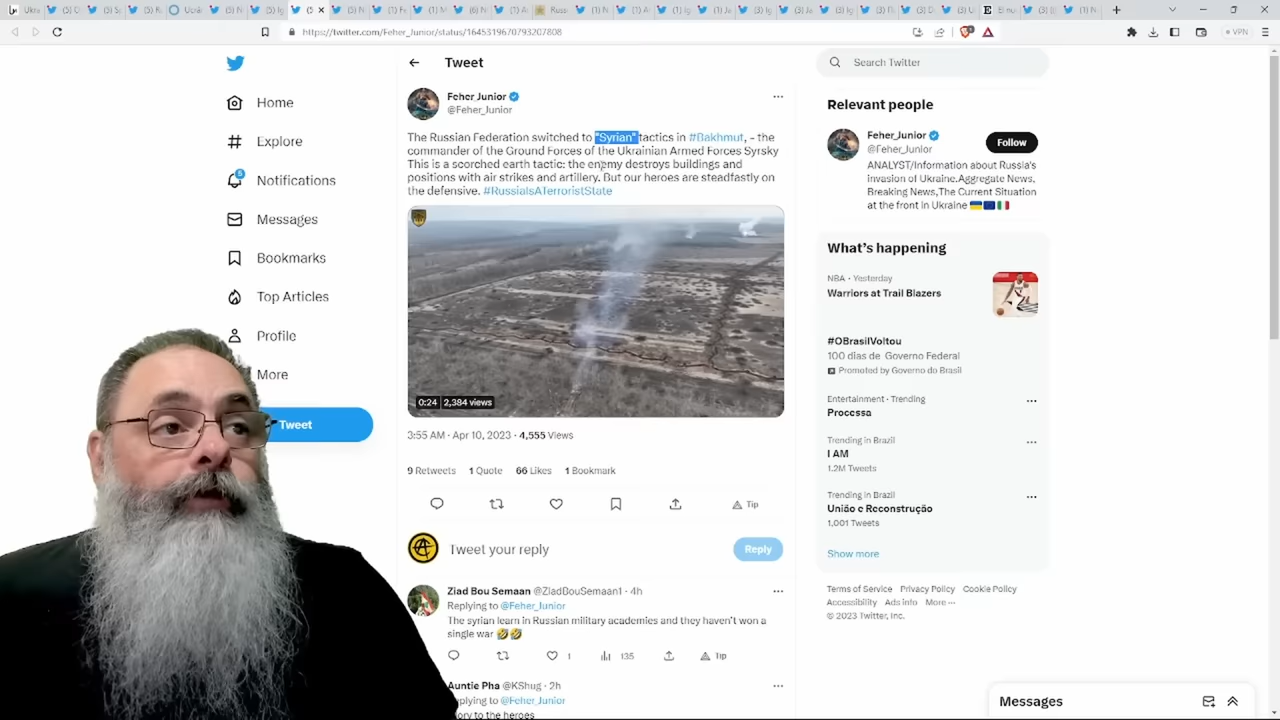 https://twitter.com/Feher_Junior/status/1645319670793207808
Home
Explore
Notifications
Messages
Bookmarks
Top Articles
Profile
More
Tweet
Tweet
Feher_Junior
@Feher_Junior
The Russian Federation switched to "Syrian" tactics in #Bakhmut, - the
commander of the Ground Forces of the Ukrainian Armed Forces Syrsky
This is a scorched earth tactic: the enemy destroys buildings and
positions with air strikes and artillery. But our heroes are steadfastly on
the defensive. #RussiaIsATerroristState
0:24 2,384 views
3:55 AM · Apr 10, 2023 · 4,555 Views
9 Retweets 1 Quote 66 Likes 1 Bookmark
Tip
Tweet your reply
Reply
Ziad Bou Semaan @ZiadBouSemaan1 · 4h
Replying to @Feher_Junior
The syrian learn in Russian military academies and they haven't won a
single war 🤣🤣
1 135 Tip
Auntie Pha @KShug · 2h
plying to @Feher_Junior
ory to the heroes
Search Twitter
Relevant people
Feher_Junior
@Feher_Junior
Follow
ANALYST/Information about Russia's
invasion of Ukraine.Aggregate News,
Breaking News,The Current Situation
at the front in Ukraine 🇺🇦🇪🇺🇮🇹
What's happening
NBA · Yesterday
Warriors at Trail Blazers
#OBrasilVoltou
100 dias de Governo Federal
Promoted by Governo do Brasil
Entertainment · Trending
Processa
Trending in Brazil
I AM
1.2M Tweets
Trending in Brazil
União e Reconstrução
1,001 Tweets
Show more
Terms of Service Privacy Policy Cookie Policy
Accessibility Ads info More ···
© 2023 Twitter, Inc.
Messages
VPN